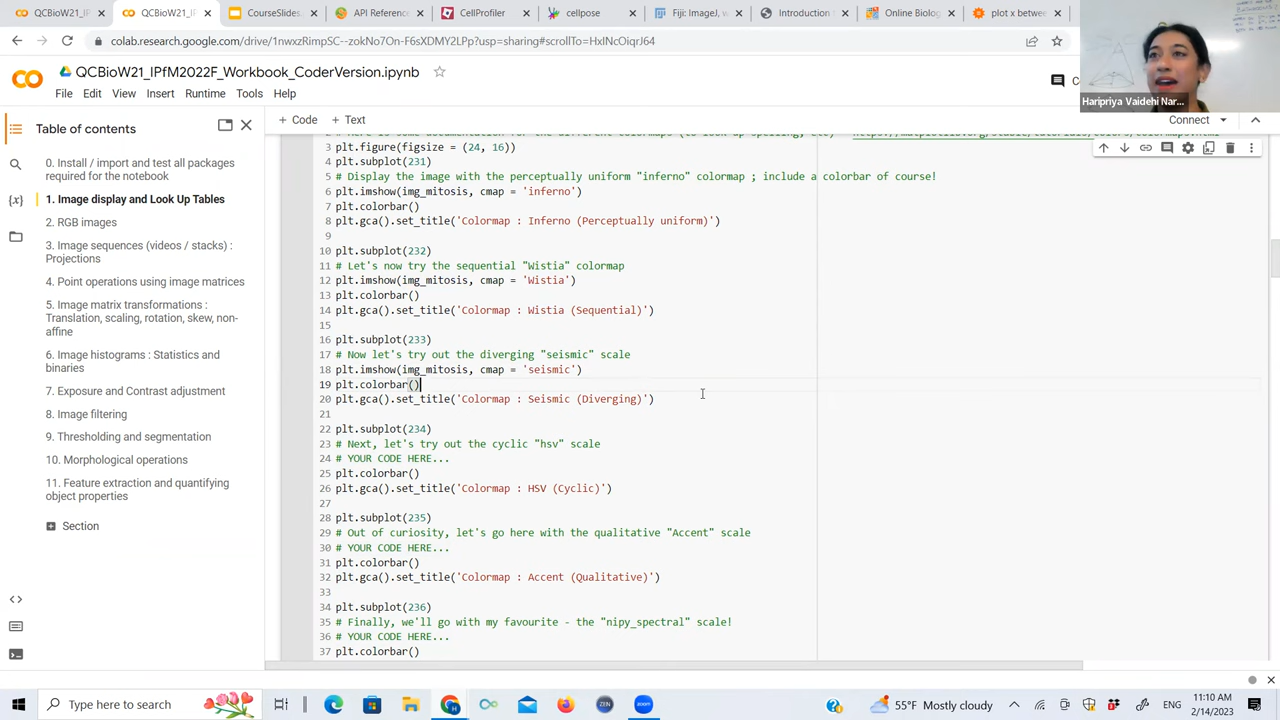 QCBioW21_I
QCBioW21_I
CourseSlides
API Reference
CellProfiler
cellpose
Fiji: ImageJ, w
Introduction
Online Biolog
plot x betwee
colab.research.google.com/drive/1nwxzRimpSC--zokNo7On-F6sXDMY2LPp?usp=sharing#scrollTo=HxINcOiqrJ64
QCBioW21_IPfM2022F_Workbook_CoderVersion.ipynb
File Edit View Insert Runtime Tools Help
Haripriya Vaidehi Nar...
Connect
Table of contents
+ Code + Text
0. Install / import and test all packages
required for the notebook
1. Image display and Look Up Tables
2. RGB images
3. Image sequences (videos / stacks) :
Projections
4. Point operations using image matrices
5. Image matrix transformations :
Translation, scaling, rotation, skew, non-
affine
6. Image histograms : Statistics and
binaries
7. Exposure and Contrast adjustment
8. Image filtering
9. Thresholding and segmentation
10. Morphological operations
11. Feature extraction and quantifying
object properties
Section
3 plt.figure(figsize = (24, 16))
4 plt.subplot(231)
5 # Display the image with the perceptually uniform "inferno" colormap ; include a colorbar of course!
6 plt.imshow(img_mitosis, cmap = 'inferno')
7 plt.colorbar()
8 plt.gca().set_title('Colormap : Inferno (Perceptually uniform)')
9
10 plt.subplot(232)
11 # Let's now try the sequential "Wistia" colormap
12 plt.imshow(img_mitosis, cmap = 'Wistia')
13 plt.colorbar()
14 plt.gca().set_title('Colormap : Wistia (Sequential)')
15
16 plt.subplot(233)
17 # Now let's try out the diverging "seismic" scale
18 plt.imshow(img_mitosis, cmap = 'seismic')
19 plt.colorbar()
20 plt.gca().set_title('Colormap : Seismic (Diverging)')
21
22 plt.subplot(234)
23 # Next, let's try out the cyclic "hsv" scale
24 # YOUR CODE HERE...
25 plt.colorbar()
26 plt.gca().set_title('Colormap : HSV (Cyclic)')
27
28 plt.subplot(235)
29 # Out of curiosity, let's go here with the qualitative "Accent" scale
30 # YOUR CODE HERE...
31 plt.colorbar()
32 plt.gca().set_title('Colormap : Accent (Qualitative)')
33
34 plt.subplot(236)
35 # Finally, we'll go with my favourite - the "nipy_spectral" scale!
36 # YOUR CODE HERE...
37 plt.colorbar()
Type here to search
ZEN
zoom
55°F Mostly cloudy
ENG
11:10 AM
2/14/2023